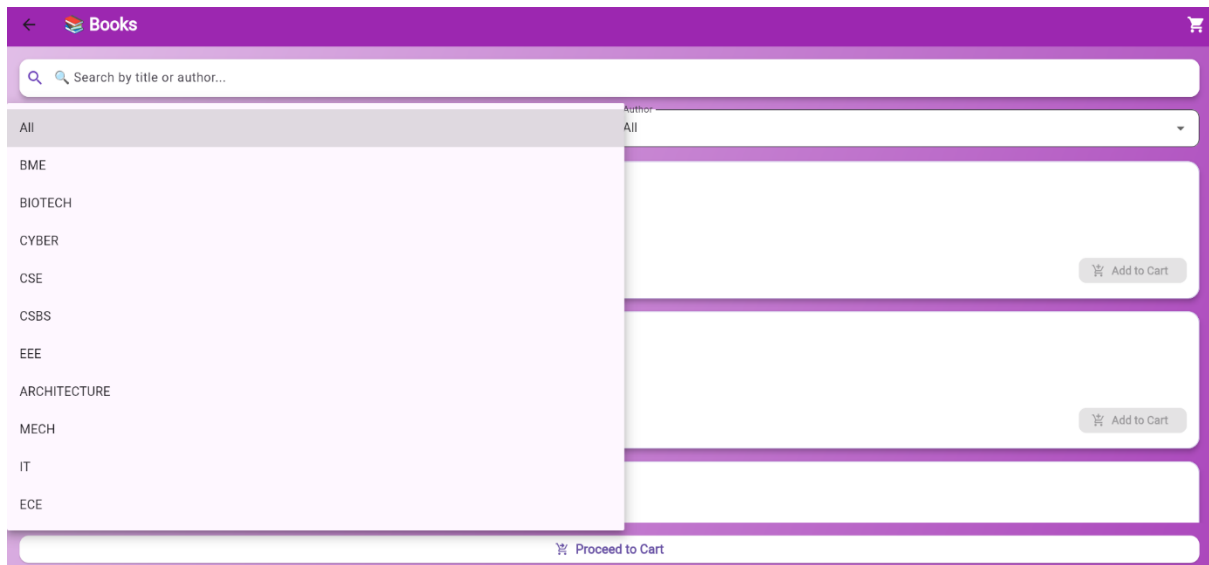 Books
Search by title or author...
Author
All
All
BME
BIOTECH
CYBER
CSE
CSBS
EEE
ARCHITECTURE
MECH
IT
ECE
Add to Cart
Add to Cart
Proceed to Cart